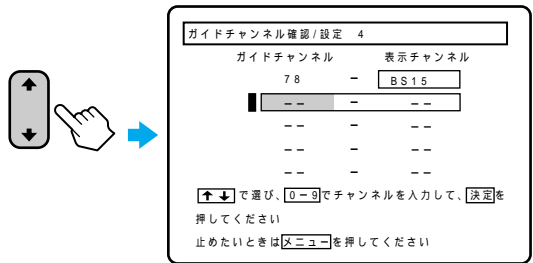 ガイドチャンネル確認/設定 4
ガイドチャンネル 表示チャンネル
78 － BS15
－－ － －－
－－ － －－
－－ － －－
－－ － －－
↑↓で選び、0－9でチャンネルを入力して、決定を
押してください
止めたいときはメニューを押してください